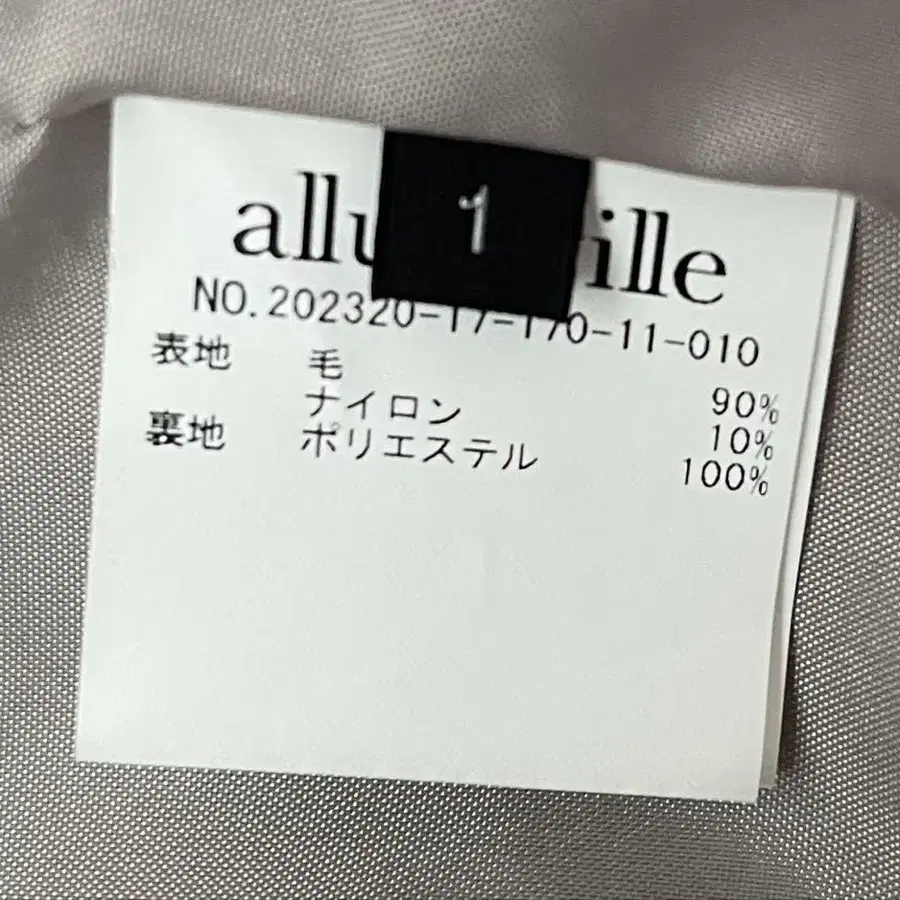 1
allu ille
NO.202320-17-170-11-010
表地 毛 90%
ナイロン 10%
裏地 ポリエステル 100%